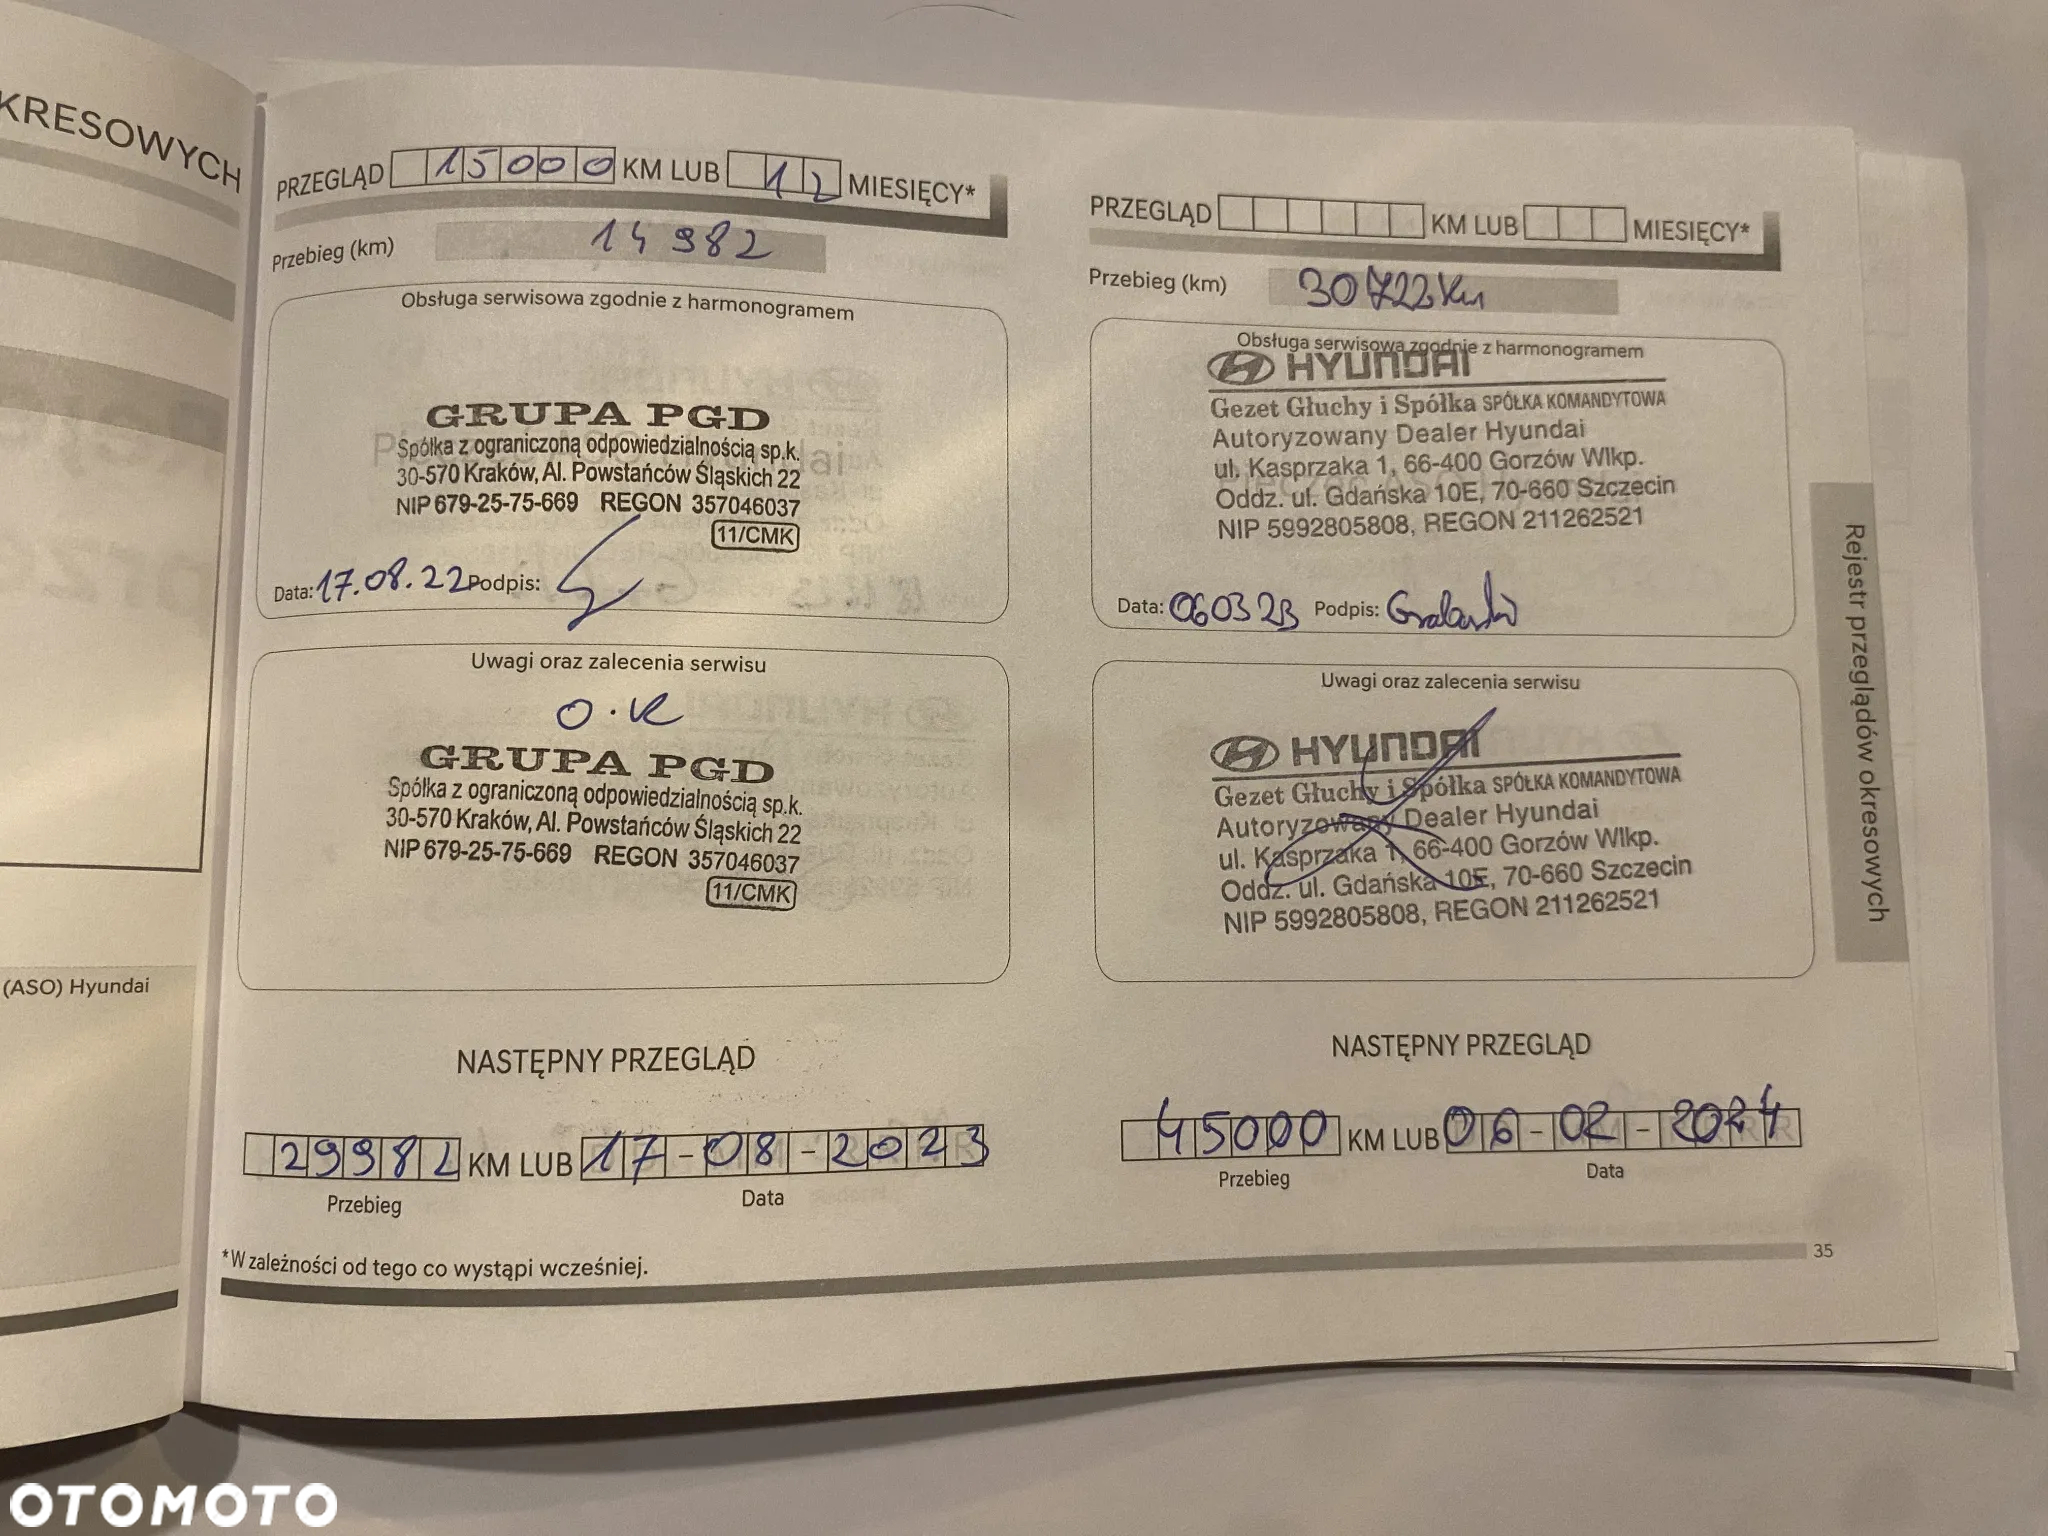 KRESOWYCH
(ASO) Hyundai
PRZEGLĄD 15000 KM LUB 12 MIESIĘCY*
Przebieg (km) 14982
Obsługa serwisowa zgodnie z harmonogramem
GRUPA PGD
Spółka z ograniczoną odpowiedzialnością sp.k.
30-570 Kraków, Al. Powstańców Śląskich 22
NIP 679-25-75-669 REGON 357046037
11/CMK
Data: 17.08.22 Podpis:
Uwagi oraz zalecenia serwisu
O.K
GRUPA PGD
Spółka z ograniczoną odpowiedzialnością sp.k.
30-570 Kraków, Al. Powstańców Śląskich 22
NIP 679-25-75-669 REGON 357046037
11/CMK
NASTĘPNY PRZEGLĄD
29982 KM LUB 17-08-2023
Przebieg Data
*W zależności od tego co wystąpi wcześniej.
PRZEGLĄD KM LUB MIESIĘCY*
Przebieg (km) 30722km
Obsługa serwisowa zgodnie z harmonogramem
HYUNDAI
Gezet Głuchy i Spółka SPÓŁKA KOMANDYTOWA
Autoryzowany Dealer Hyundai
ul. Kasprzaka 1, 66-400 Gorzów Wlkp.
Oddz. ul. Gdańska 10E, 70-660 Szczecin
NIP 5992805808, REGON 211262521
Data: 060323 Podpis:
Uwagi oraz zalecenia serwisu
HYUNDAI
Gezet Głuchy i Spółka SPÓŁKA KOMANDYTOWA
Autoryzowany Dealer Hyundai
ul. Kasprzaka 1, 66-400 Gorzów Wlkp.
Oddz. ul. Gdańska 10E, 70-660 Szczecin
NIP 5992805808, REGON 211262521
NASTĘPNY PRZEGLĄD
45000 KM LUB 06-02-2024
Przebieg Data
35
Rejestr przeglądów okresowych
OTOMOTO